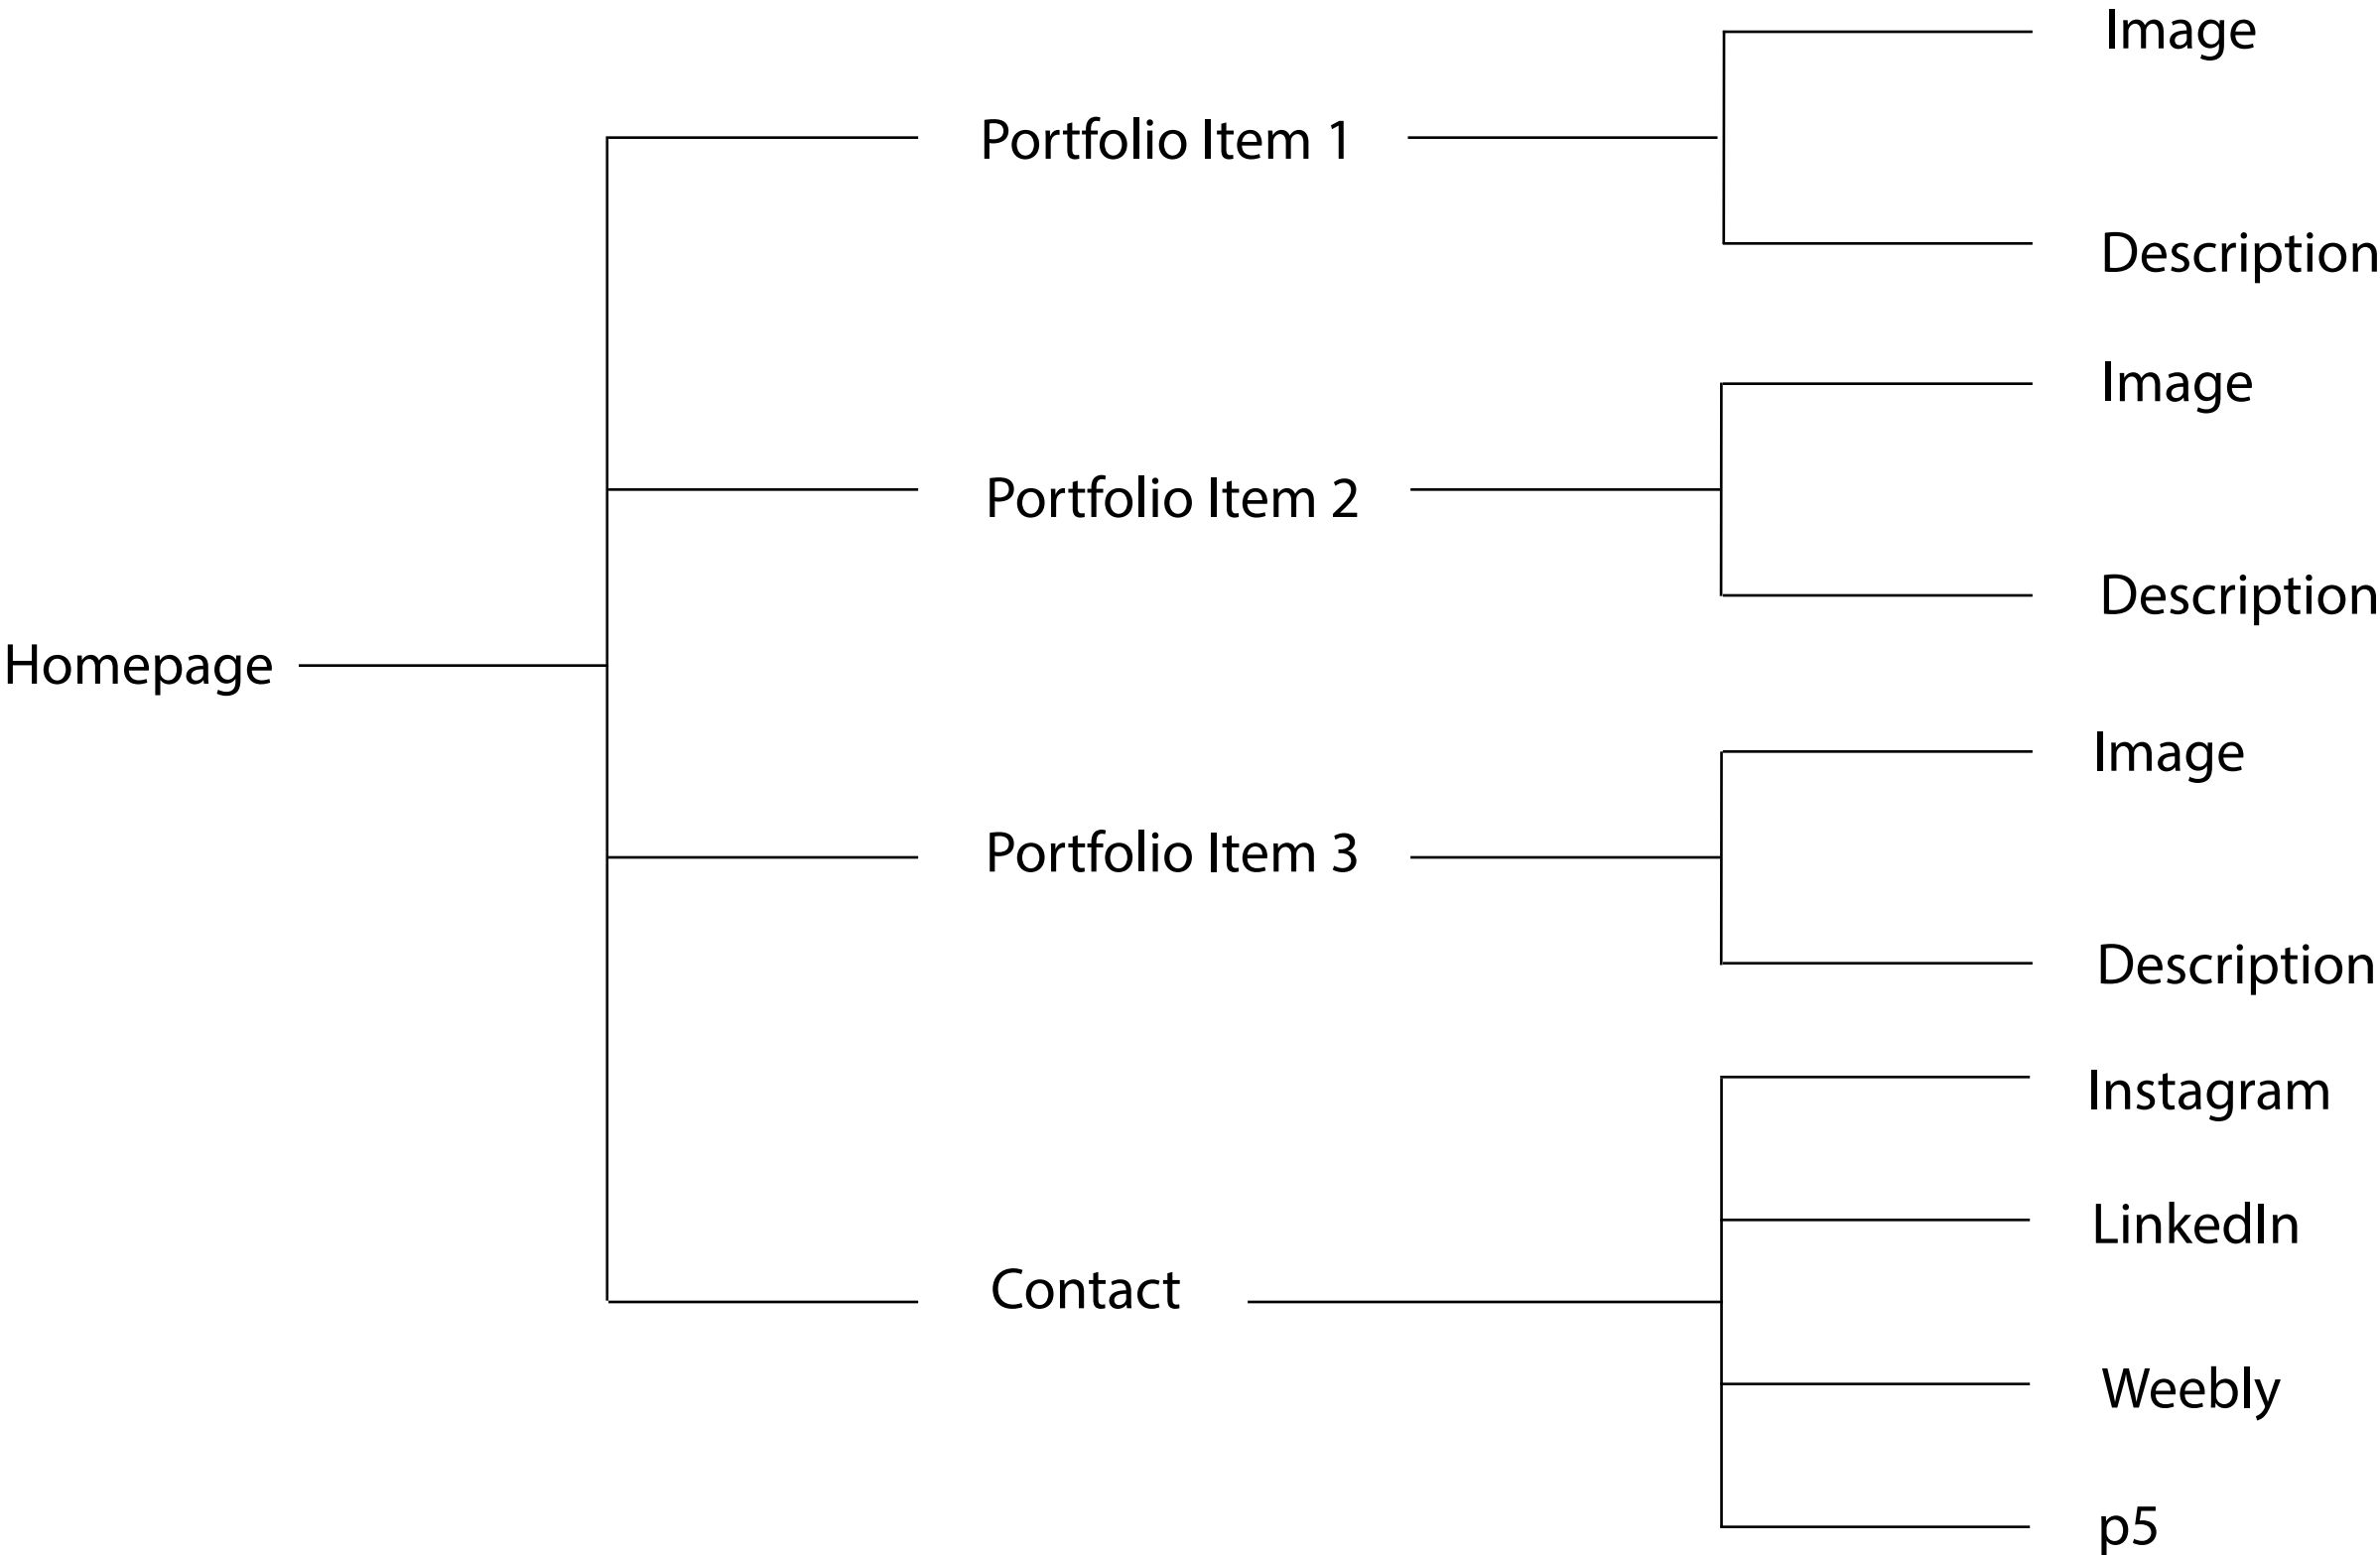 Homepage
Portfolio Item 1
Image
Description
Portfolio Item 2
Image
Description
Portfolio Item 3
Image
Description
Contact
Instagram
LinkedIn
Weebly
p5